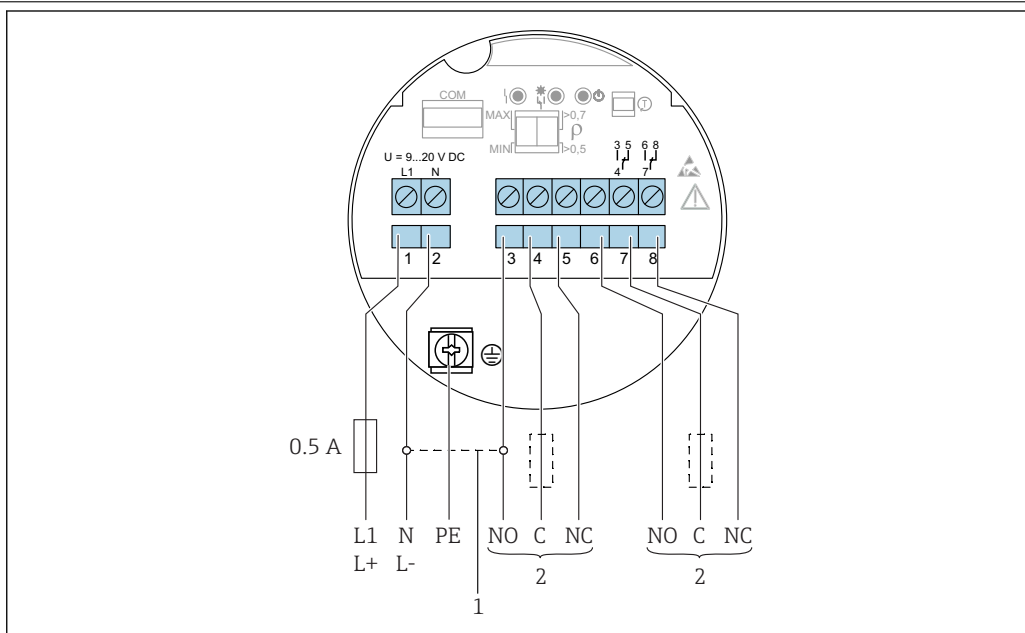 COM
MAX >0,7
ρ
MIN >0,5
U = 9...20 V DC
L1 N
3 5 6 8
4 7
T
1 2 3 4 5 6 7 8
0.5 A
L1 N PE NO C NC NO C NC
L+ L- 2 2
1